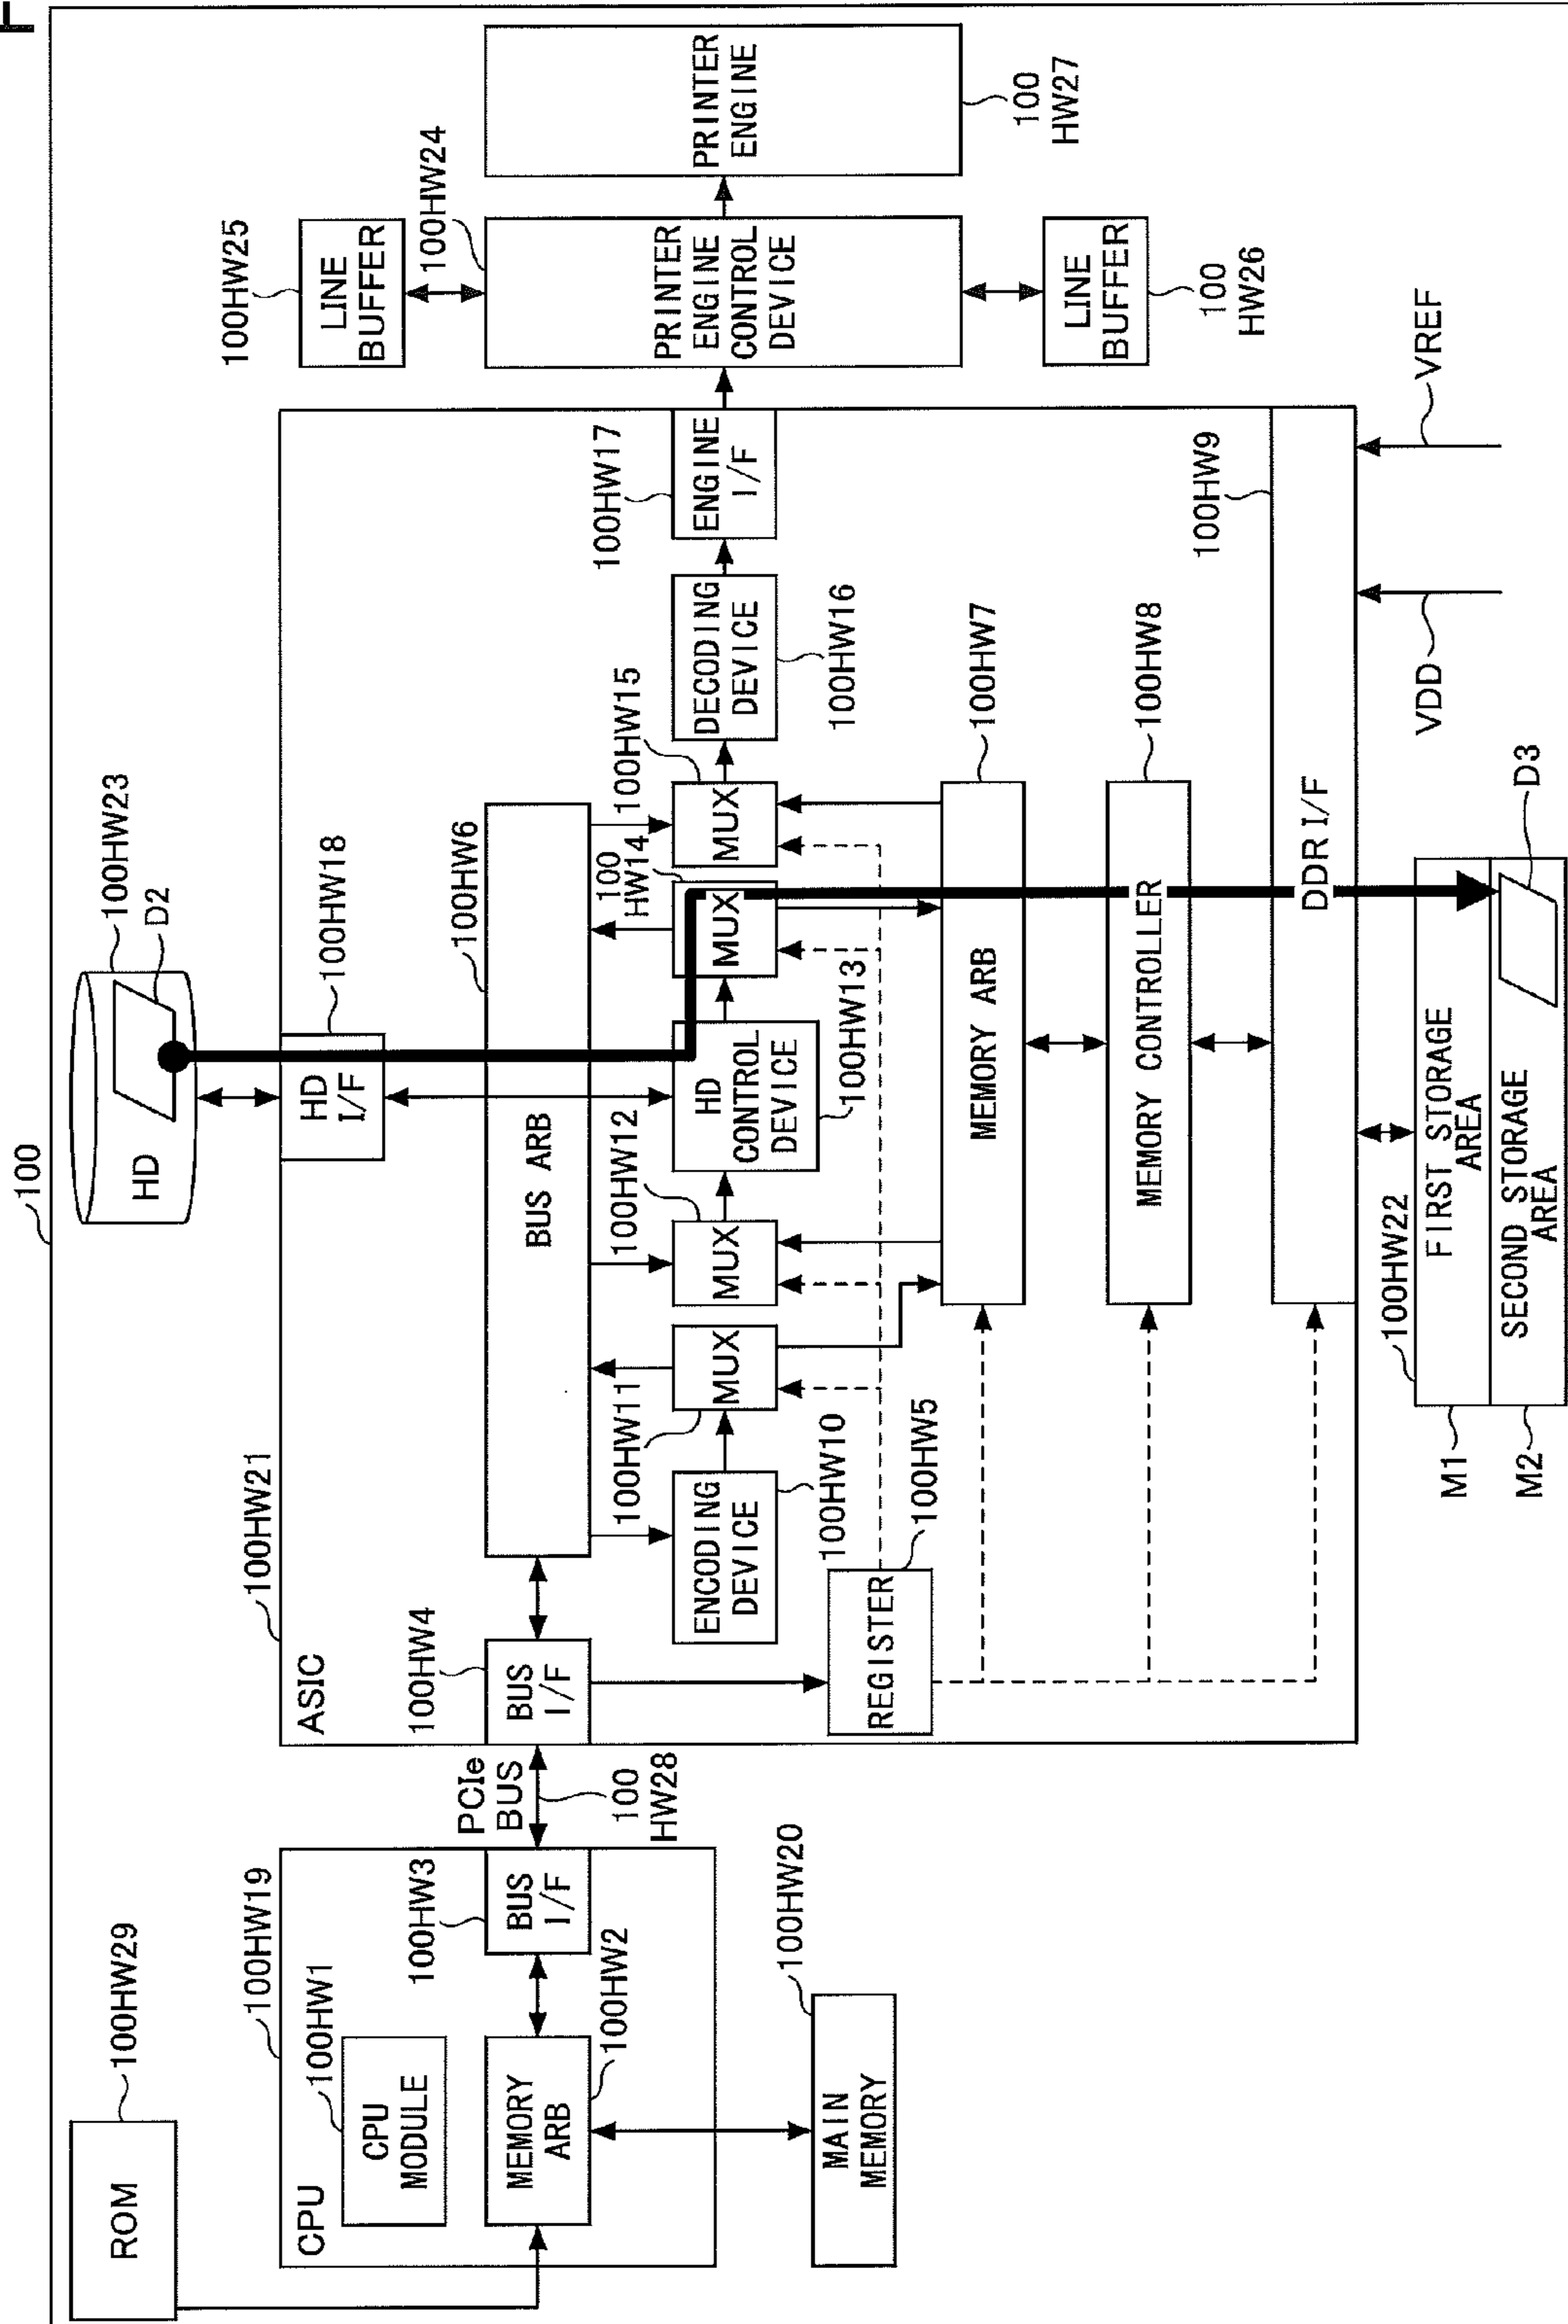 100
ROM
100HW29
CPU
100HW19
CPU
MODULE
100HW1
MEMORY
ARB
100HW2
BUS
I/F
100HW3
MAIN
MEMORY
100HW20
PCIe
BUS
100
HW28
ASIC
100HW21
BUS
I/F
100HW4
REGISTER
100HW5
BUS ARB
100HW6
HD
100HW23
D2
HD
I/F
100HW18
ENCODING
DEVICE
100HW10
MUX
100HW11
MUX
100HW12
HD
CONTROL
DEVICE
100HW13
MUX
100
HW14
MUX
100HW15
DECODING
DEVICE
100HW16
ENGINE
I/F
100HW17
MEMORY ARB
100HW7
MEMORY CONTROLLER
100HW8
DDR I/F
100HW9
VDD
VREF
100HW22
FIRST STORAGE
AREA
SECOND STORAGE
AREA
M1
M2
D3
LINE
BUFFER
100HW25
PRINTER
ENGINE
CONTROL
DEVICE
100HW24
LINE
BUFFER
100
HW26
PRINTER
ENGINE
100
HW27